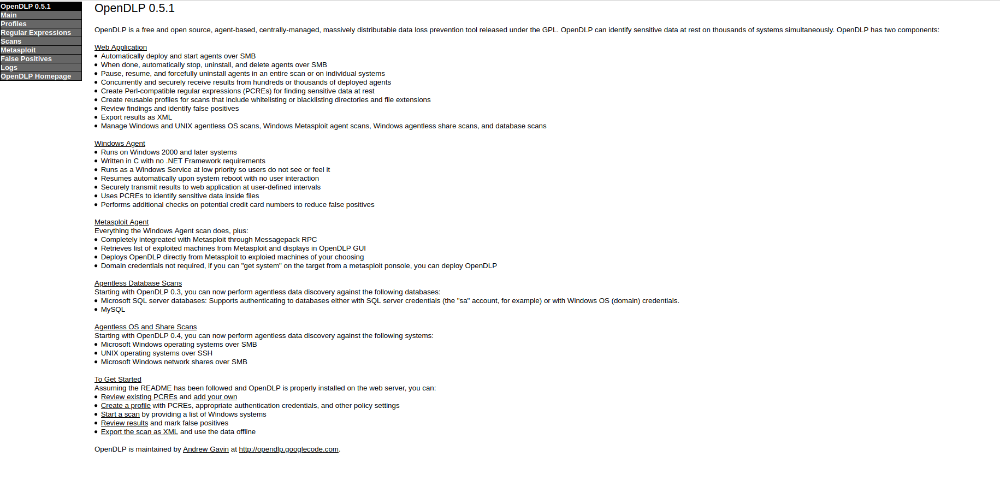 OpenDLP 0.5.1
Main
Profiles
Regular Expressions
Scans
Metasploit
False Positives
Logs
OpenDLP Homepage
OpenDLP 0.5.1
OpenDLP is a free and open source, agent-based, centrally-managed, massively distributable data loss prevention tool released under the GPL. OpenDLP can identify sensitive data at rest on thousands of systems simultaneously. OpenDLP has two components:
Web Application
• Automatically deploy and start agents over SMB
• When done, automatically stop, uninstall, and delete agents over SMB
• Pause, resume, and forcefully uninstall agents in an entire scan or on individual systems
• Concurrently and securely receive results from hundreds or thousands of deployed agents
• Create Perl-compatible regular expressions (PCREs) for finding sensitive data at rest
• Create reusable profiles for scans that include whitelisting or blacklisting directories and file extensions
• Review findings and identify false positives
• Export results as XML
• Manage Windows and UNIX agentless OS scans, Windows Metasploit agent scans, Windows agentless share scans, and database scans
Windows Agent
• Runs on Windows 2000 and later systems
• Written in C with no .NET Framework requirements
• Runs as a Windows Service at low priority so users do not see or feel it
• Resumes automatically upon system reboot with no user interaction
• Securely transmit results to web application at user-defined intervals
• Uses PCREs to identify sensitive data inside files
• Performs additional checks on potential credit card numbers to reduce false positives
Metasploit Agent
Everything the Windows Agent scan does, plus:
• Completely integreated with Metasploit through Messagepack RPC
• Retrieves list of exploited machines from Metasploit and displays in OpenDLP GUI
• Deploys OpenDLP directly from Metasploit to exploied machines of your choosing
• Domain credentials not required, if you can "get system" on the target from a metasploit ponsole, you can deploy OpenDLP
Agentless Database Scans
Starting with OpenDLP 0.3, you can now perform agentless data discovery against the following databases:
• Microsoft SQL server databases: Supports authenticating to databases either with SQL server credentials (the "sa" account, for example) or with Windows OS (domain) credentials.
• MySQL
Agentless OS and Share Scans
Starting with OpenDLP 0.4, you can now perform agentless data discovery against the following systems:
• Microsoft Windows operating systems over SMB
• UNIX operating systems over SSH
• Microsoft Windows network shares over SMB
To Get Started
Assuming the README has been followed and OpenDLP is properly installed on the web server, you can:
• Review existing PCREs and add your own
• Create a profile with PCREs, appropriate authentication credentials, and other policy settings
• Start a scan by providing a list of Windows systems
• Review results and mark false positives
• Export the scan as XML and use the data offline
OpenDLP is maintained by Andrew Gavin at http://opendlp.googlecode.com.